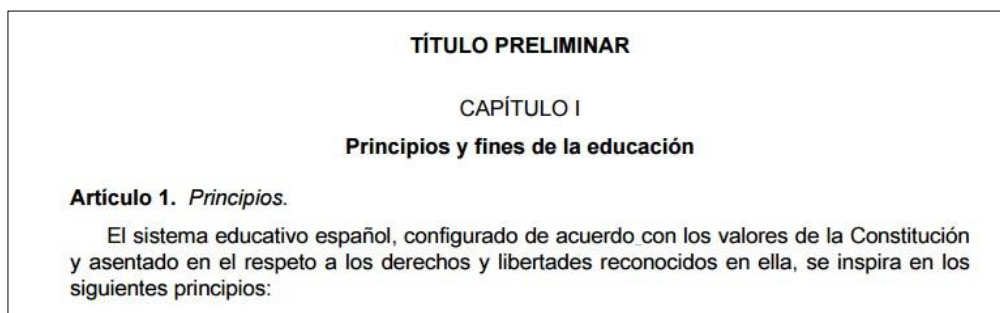 TÍTULO PRELIMINAR
CAPÍTULO I
Principios y fines de la educación
Artículo 1. Principios.
El sistema educativo español, configurado de acuerdo con los valores de la Constitución
y asentado en el respeto a los derechos y libertades reconocidos en ella, se inspira en los
siguientes principios: